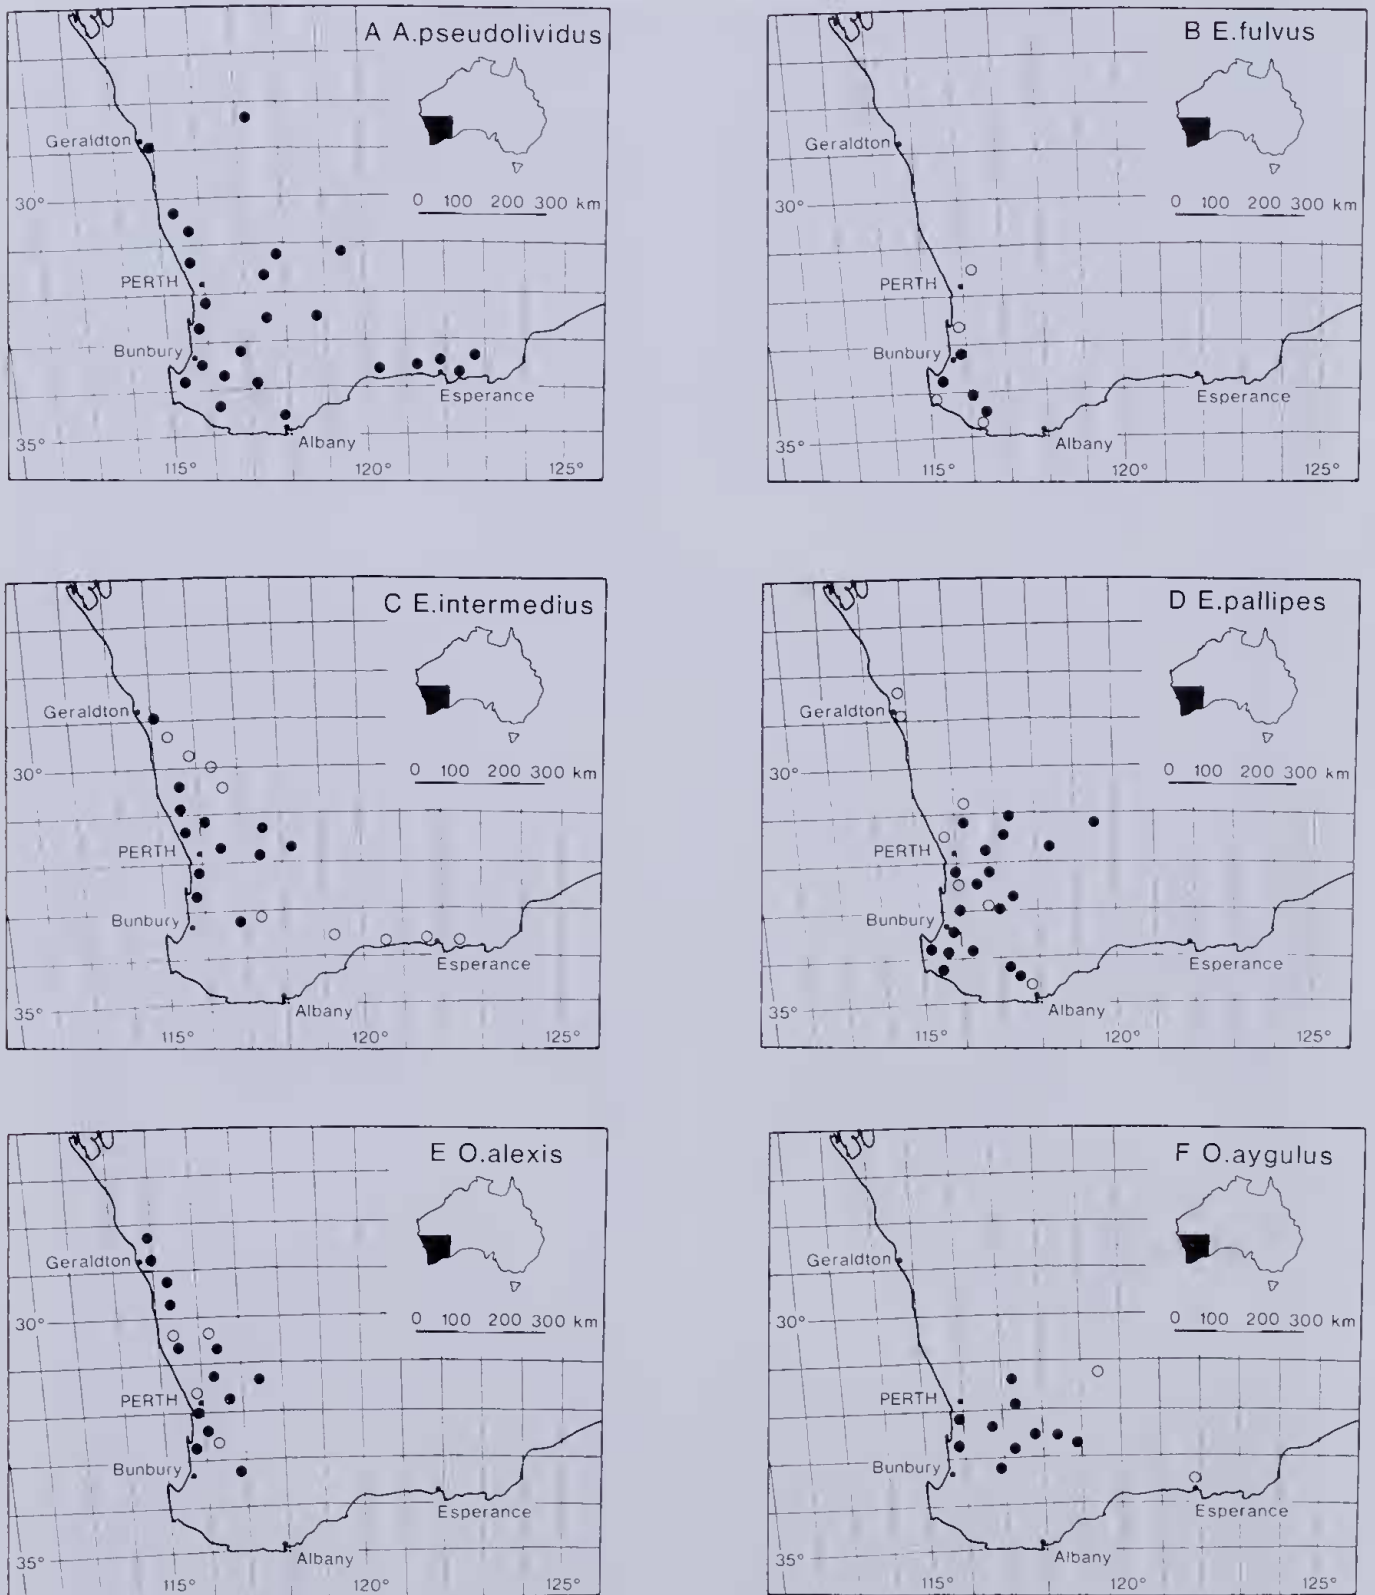 A A.pseudolividus
Geraldton
0 100 200 300 km
30°
PERTH
Bunbury
Esperance
Albany
35°
115° 120° 125°
B E.fulvus
Geraldton
0 100 200 300 km
30°
PERTH
Bunbury
Esperance
Albany
35°
115° 120° 125°
C E.intermedius
Geraldton
0 100 200 300 km
30°
PERTH
Bunbury
Esperance
Albany
35°
115° 120° 125°
D E.pallipes
Geraldton
0 100 200 300 km
30°
PERTH
Bunbury
Esperance
Albany
35°
115° 120° 125°
E O.alexis
Geraldton
0 100 200 300 km
30°
PERTH
Bunbury
Esperance
Albany
35°
115° 120° 125°
F O.aygulus
Geraldton
0 100 200 300 km
30°
PERTH
Bunbury
Esperance
Albany
35°
115° 120° 125°